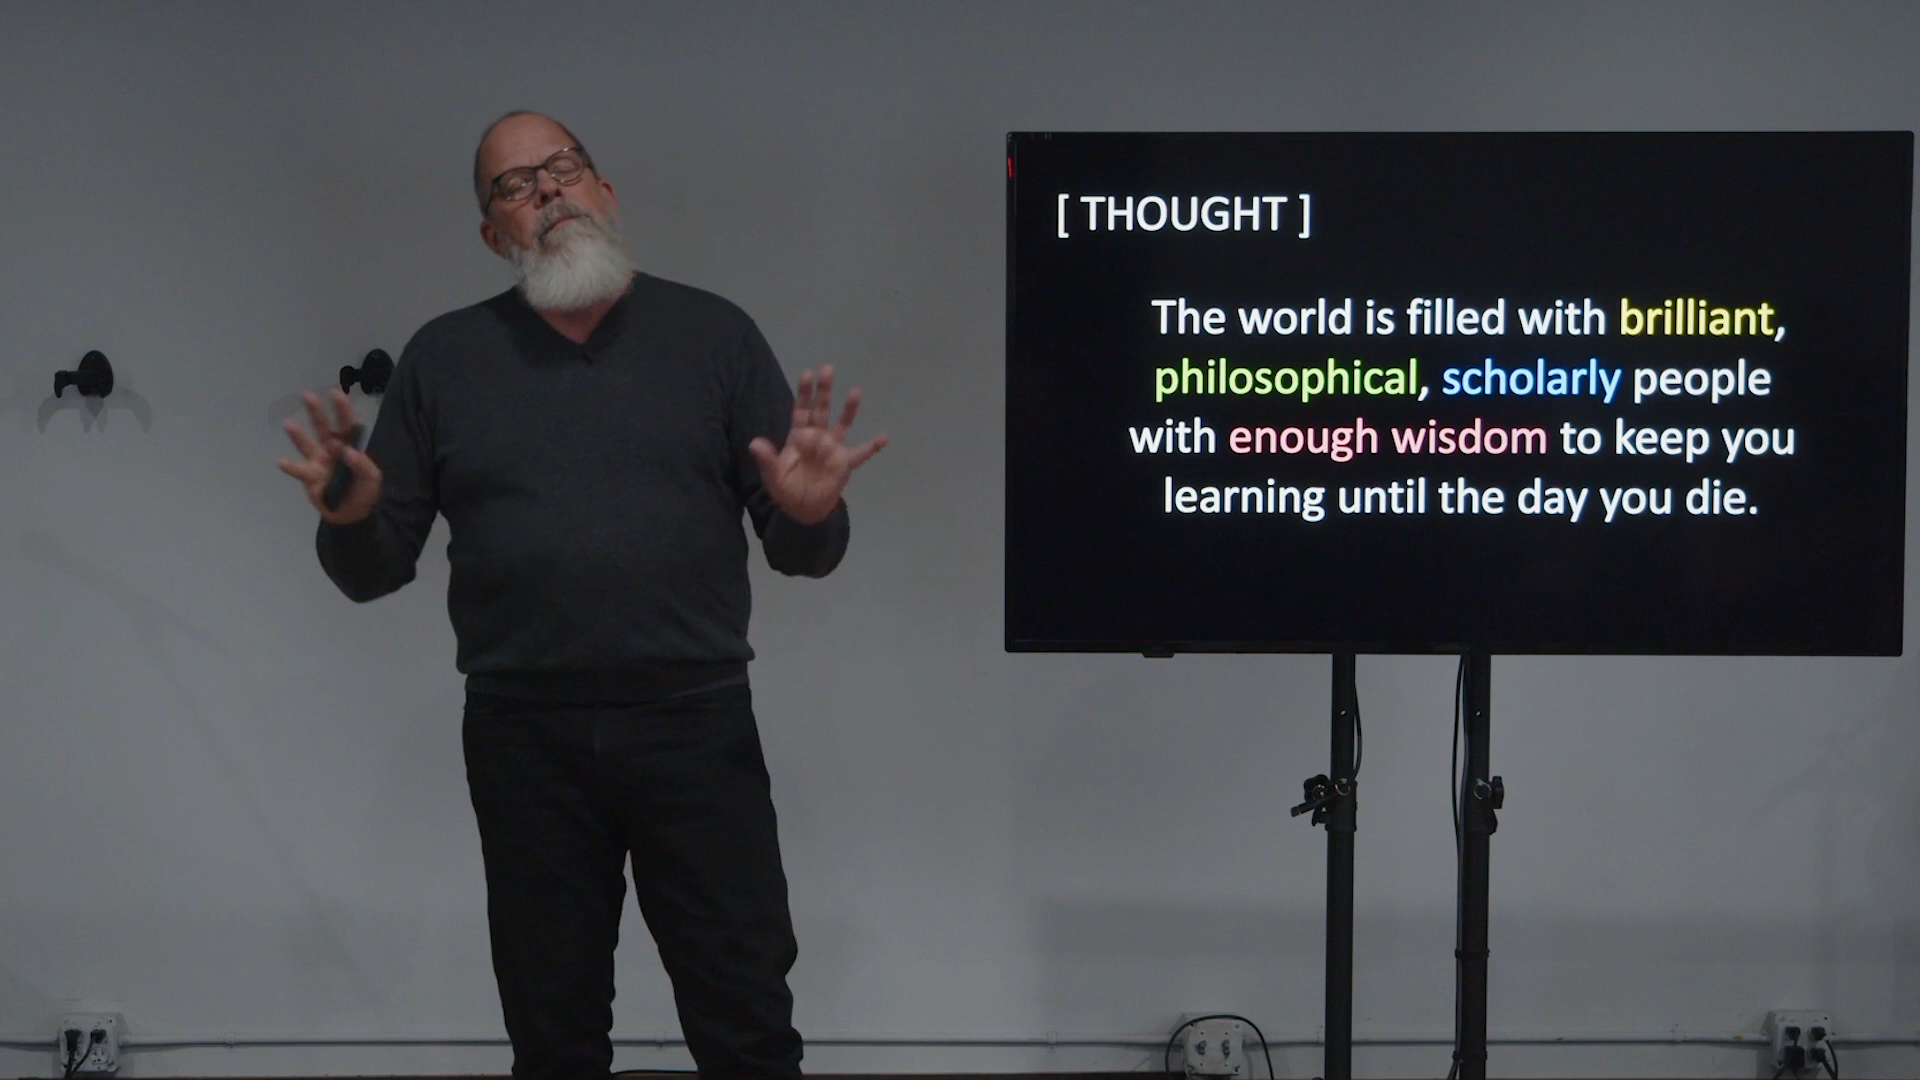 [ THOUGHT ]
The world is filled with brilliant,
philosophical, scholarly people
with enough wisdom to keep you
learning until the day you die.